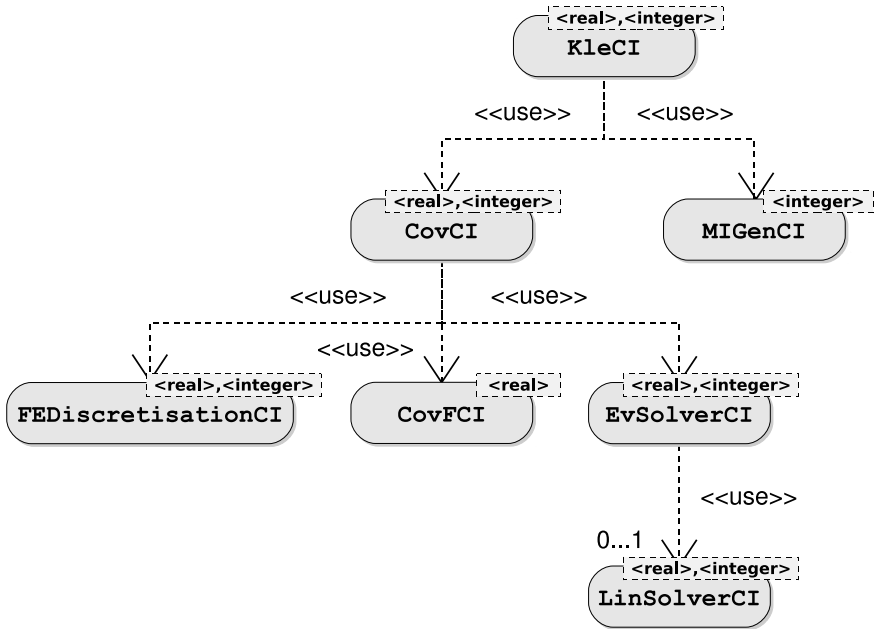 <real>,<integer>
KleCI
<<use>> <<use>>
<real>,<integer> <integer>
CovCI MIGenCI
<<use>> <<use>>
<<use>>
<real>,<integer> <real> <real>,<integer>
FEDiscretisationCI CovFCI EvSolverCI
<<use>>
0...1
<real>,<integer>
LinSolverCI